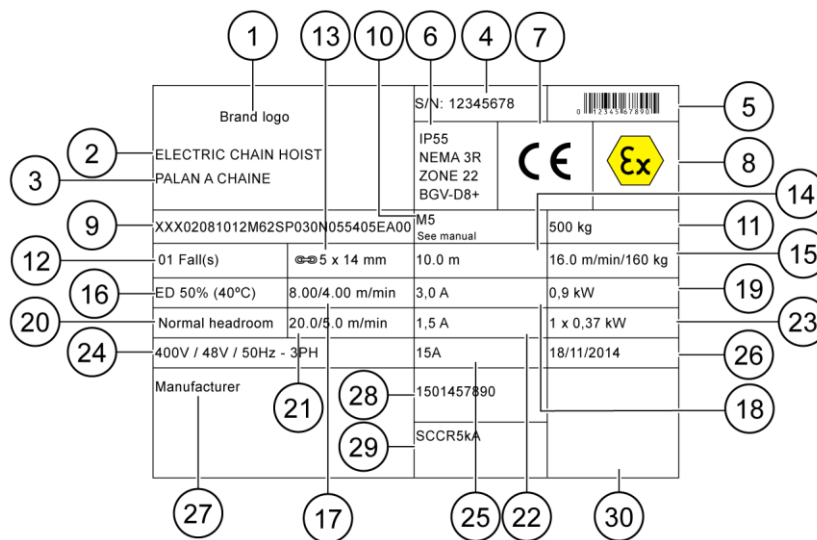 1
13
10
6
4
7
Brand logo
S/N: 12345678
0 12345 67890
5
2
ELECTRIC CHAIN HOIST
3
PALAN A CHAINE
IP55
NEMA 3R
ZONE 22
BGV-D8+
CE
Ex
8
14
9
XXX02081012M62SP030N055405EA00
M5
See manual
500 kg
11
12
01 Fall(s)
5 x 14 mm
10.0 m
16.0 m/min/160 kg
15
16
ED 50% (40ºC)
8.00/4.00 m/min
3,0 A
0,9 kW
19
20
Normal headroom
20.0/5.0 m/min
1,5 A
1 x 0,37 kW
23
24
400V / 48V / 50Hz - 3PH
15A
18/11/2014
26
Manufacturer
21
28
1501457890
18
29
SCCR5kA
27
17
25
22
30